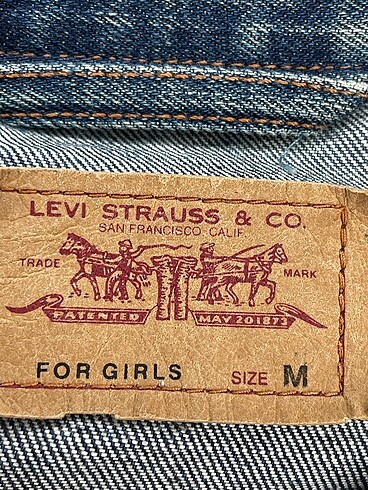 LEVI STRAUSS & CO.
SAN FRANCISCO, CALIF.
TRADE MARK
PATENTED MAY 20 1873
FOR GIRLS SIZE M